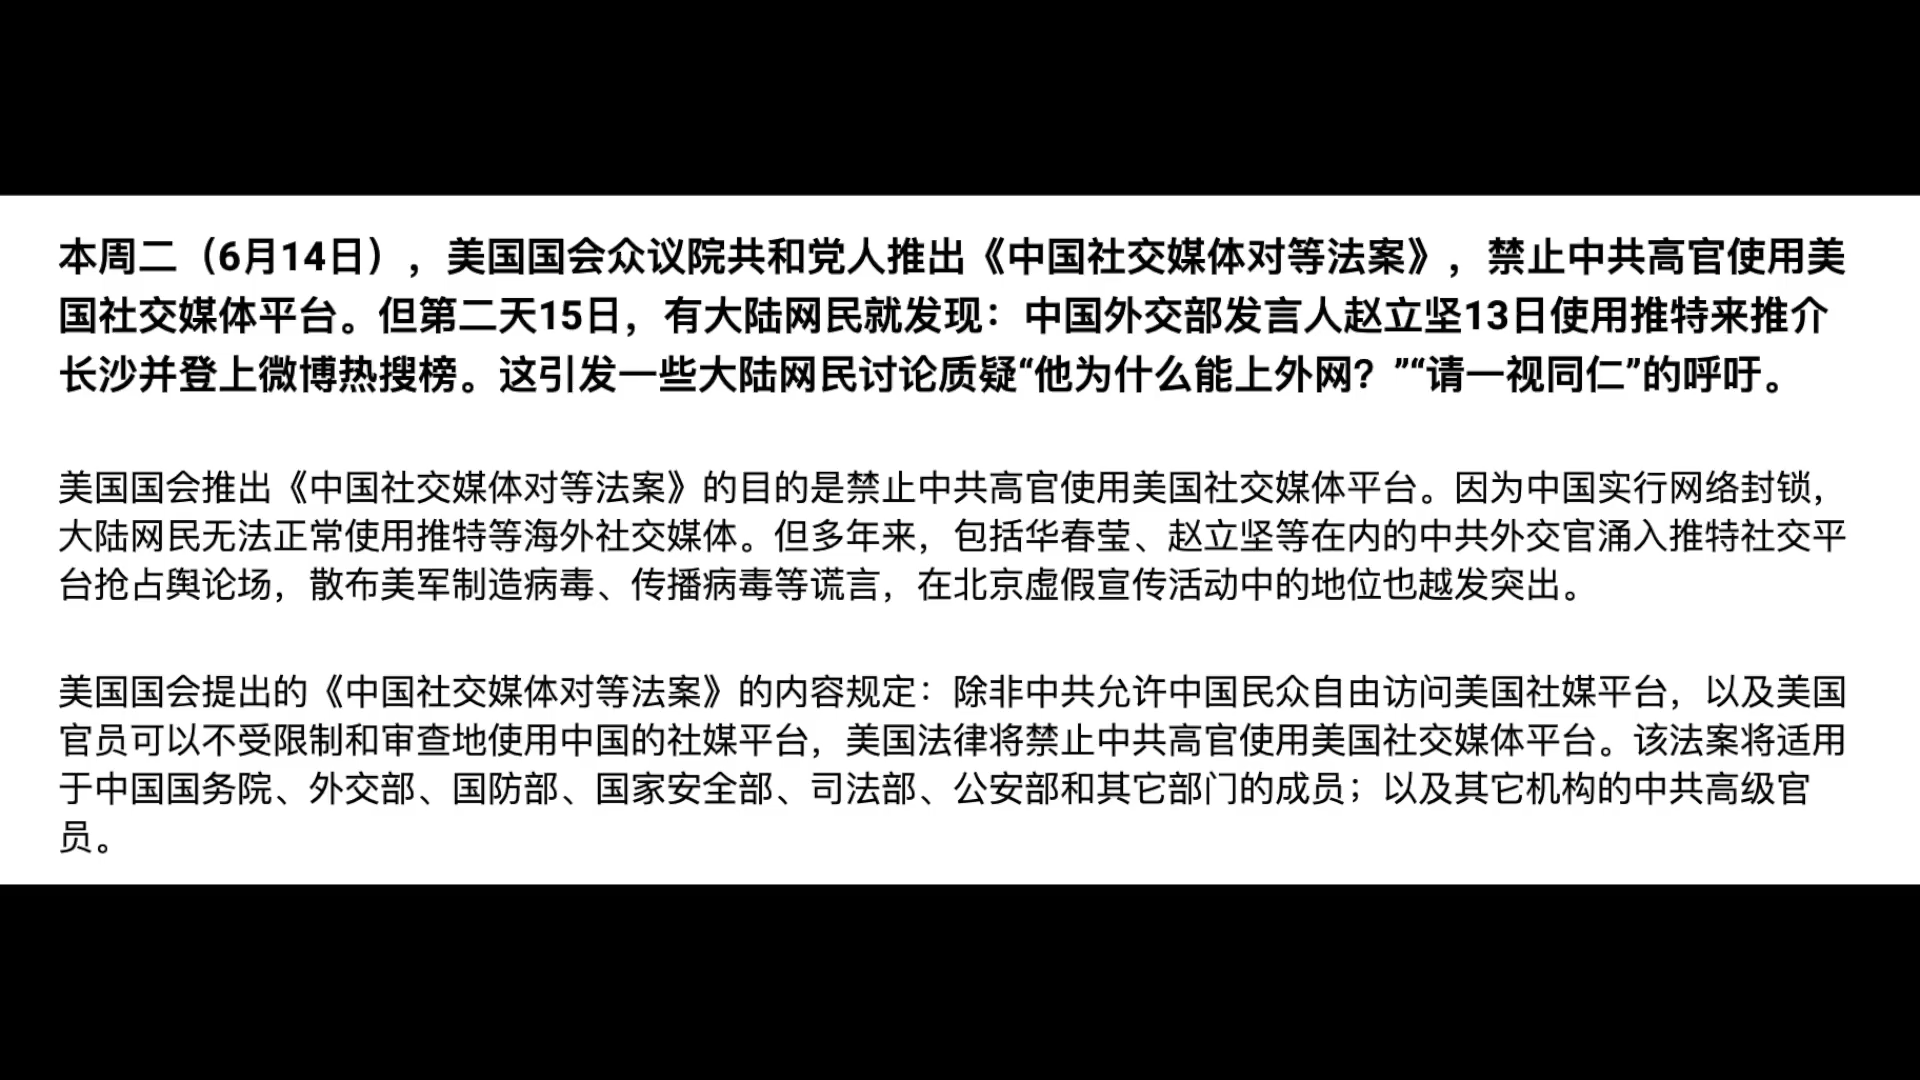 本周二（6月14日），美国国会众议院共和党人推出《中国社交媒体对等法案》，禁止中共高官使用美
国社交媒体平台。但第二天15日，有大陆网民就发现：中国外交部发言人赵立坚13日使用推特来推介
长沙并登上微博热搜榜。这引发一些大陆网民讨论质疑“他为什么能上外网？”“请一视同仁”的呼吁。
美国国会推出《中国社交媒体对等法案》的目的是禁止中共高官使用美国社交媒体平台。因为中国实行网络封锁，
大陆网民无法正常使用推特等海外社交媒体。但多年来，包括华春莹、赵立坚等在内的中共外交官涌入推特社交平
台抢占舆论场，散布美军制造病毒、传播病毒等谎言，在北京虚假宣传活动中的地位也越发突出。
美国国会提出的《中国社交媒体对等法案》的内容规定：除非中共允许中国民众自由访问美国社媒平台，以及美国
官员可以不受限制和审查地使用中国的社媒平台，美国法律将禁止中共高官使用美国社交媒体平台。该法案将适用
于中国国务院、外交部、国防部、国家安全部、司法部、公安部和其它部门的成员；以及其它机构的中共高级官
员。